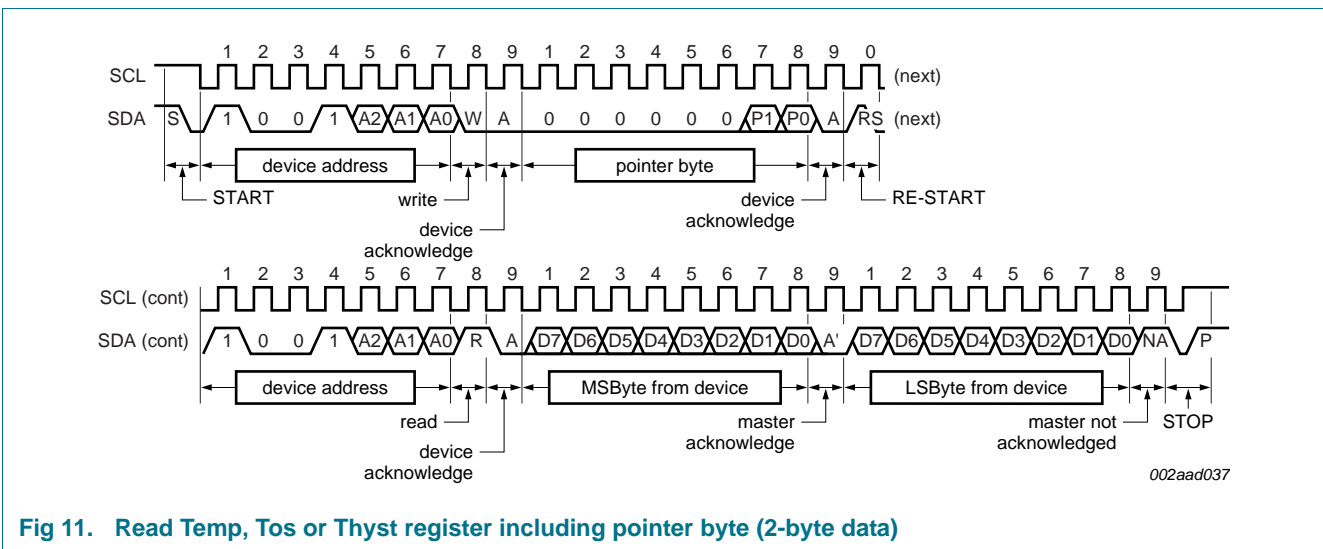 1 2 3 4 5 6 7 8 9 1 2 3 4 5 6 7 8 9 0
SCL (next)
SDA S 1 0 0 1 A2 A1 A0 W A 0 0 0 0 0 0 P1 P0 A RS (next)
device address pointer byte
START write device RE-START
acknowledge
device
acknowledge
1 2 3 4 5 6 7 8 9 1 2 3 4 5 6 7 8 9 1 2 3 4 5 6 7 8 9
SCL (cont)
SDA (cont) 1 0 0 1 A2 A1 A0 R A D7 D6 D5 D4 D3 D2 D1 D0 A' D7 D6 D5 D4 D3 D2 D1 D0 NA P
device address MSByte from device LSByte from device
read master master not STOP
acknowledge acknowledged
device
acknowledge
002aad037
Fig 11. Read Temp, Tos or Thyst register including pointer byte (2-byte data)